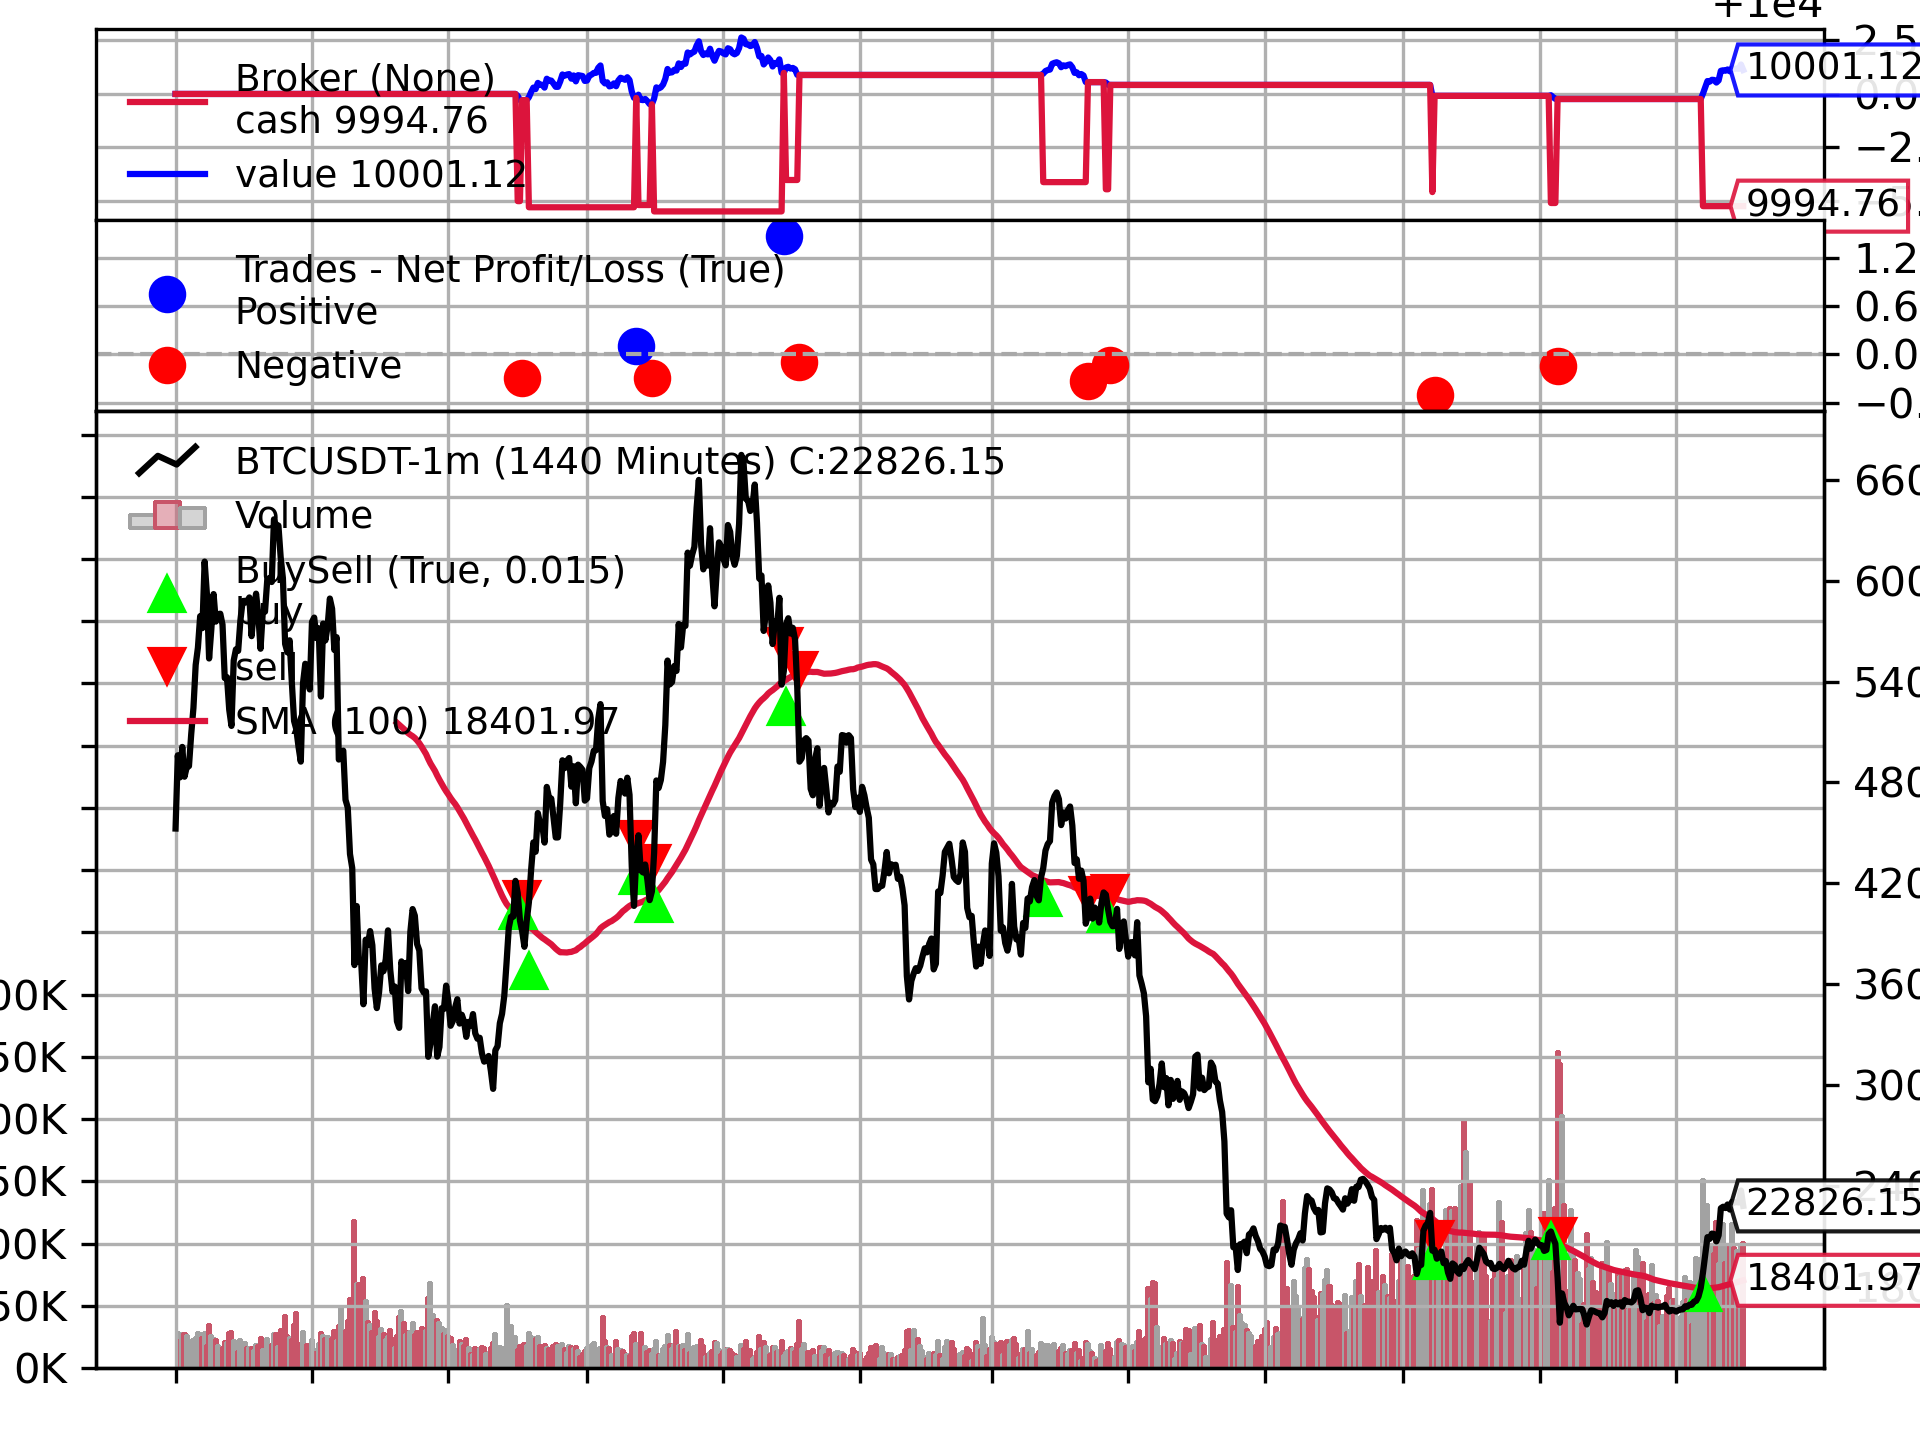 +1e4
Broker (None)
cash 9994.76
value 10001.12
2.5
10001.12
0.0
−2.
9994.76
Trades - Net Profit/Loss (True)
Positive
Negative
1.2
0.6
0.0
−0.
BTCUSDT-1m (1440 Minutes) C:22826.15
Volume
BuySell (True, 0.015)
buy
sell
SMA (100) 18401.97
660
600
540
480
420
360
300
240
22826.15
18401.97
180
00K
50K
00K
50K
00K
50K
0K